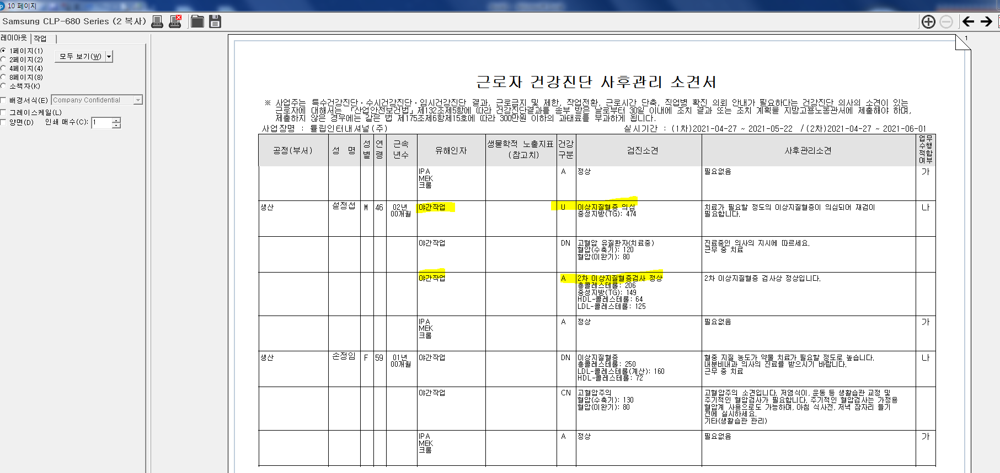 10 페이지
Samsung CLP-680 Series (2 복사)
레이아웃 작업
1페이지(1)
2페이지(2)
4페이지(4)
8페이지(8)
소책자(K)
모두 보기(W)
배경서식(E) Company Confidential
그레이스케일(L)
양면(D) 인쇄 매수(C): 1
1
근로자 건강진단 사후관리 소견서
※ 사업주는 특수건강진단·수시건강진단·임시건강진단 결과, 근로금지 및 제한, 작업전환, 근로시간 단축, 직업병 확진 의뢰 안내가 필요하다는 건강진단 의사의 소견이 있는
근로자에 대해서는 「산업안전보건법」제132조제5항에 따라 건강진단결과를 송부 받은 날로부터 30일 이내에 조치 결과 또는 조치 계획을 지방고용노동관서에 제출해야 하며,
제출하지 않은 경우에는 같은 법 제175조제6항제15호에 따라 300만원 이하의 과태료를 부과하게 됩니다.
사업장명 : 튤립인터내셔널(주) 실시기간 : (1차)2021-04-27 ~ 2021-05-22 /(2차)2021-04-27 ~ 2021-06-01
공정(부서) 성 명 성별 연령 근속년수 유해인자 생물학적 노출지표(참고치) 건강구분 검진소견 사후관리소견 업무수행적합여부
IPA A 정상 필요없음 가
MEK
크롬
생산 설정섭 M 46 02년 야간작업 U 이상지질혈증 의심 치료가 필요할 정도의 이상지질혈증이 의심되어 재검이 나
00개월 중성지방(TG): 474 필요합니다.
야간작업 DN 고혈압 유질환자(치료중) 진료중인 의사의 지시에 따르세요.
혈압(수축기): 120 근무 중 치료
혈압(이완기): 80
야간작업 A 2차 이상지질혈증검사 정상 2차 이상지질혈증 검사상 정상입니다.
총콜레스테롤: 206
중성지방(TG): 149
HDL-콜레스테롤: 64
LDL-콜레스테롤: 125
IPA A 정상 필요없음 가
MEK
크롬
생산 손정임 F 59 01년 야간작업 DN 이상지질혈증 혈중 지질 농도가 약물 치료가 필요할 정도로 높습니다. 나
00개월 총콜레스테롤: 250 내분비내과 의사의 진료를 받으시기 바랍니다.
LDL-콜레스테롤(계산): 160 근무 중 치료
HDL-콜레스테롤: 72
야간작업 CN 고혈압주의 고혈압주의 소견입니다. 저염식이, 운동 등 생활습관 교정 및
혈압(수축기): 130 주기적인 혈압검사가 필요합니다. 주기적인 혈압검사는 가정용
혈압(이완기): 80 혈압계 사용으로도 가능하며, 아침 식사전, 저녁 잠자리 들기
전에 실시하세요.
기타(생활습관 관리)
IPA A 정상 필요없음 가
MEK
크롬